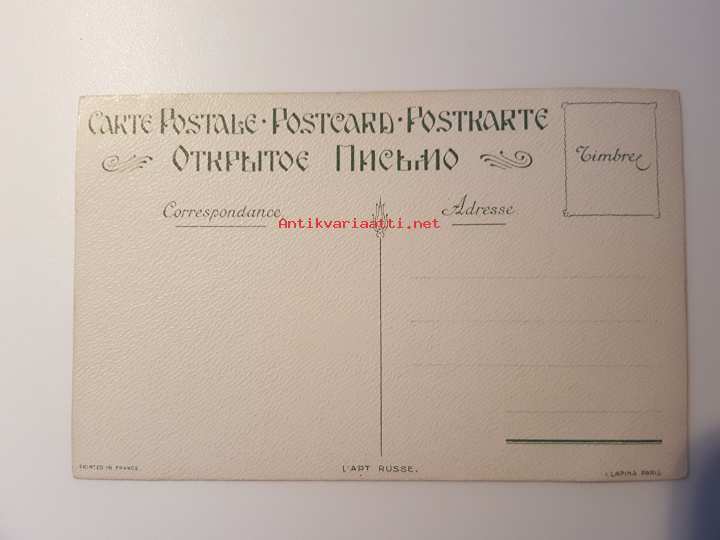 CARTE POSTALE · POSTCARD · POSTKARTE
ОТКРЫТОЕ ПИСЬМО
Timbre
Correspondance
Adresse
Antikvariaatti.net
PRINTED IN FRANCE.
L'ART RUSSE.
I. LAPINA PARIS